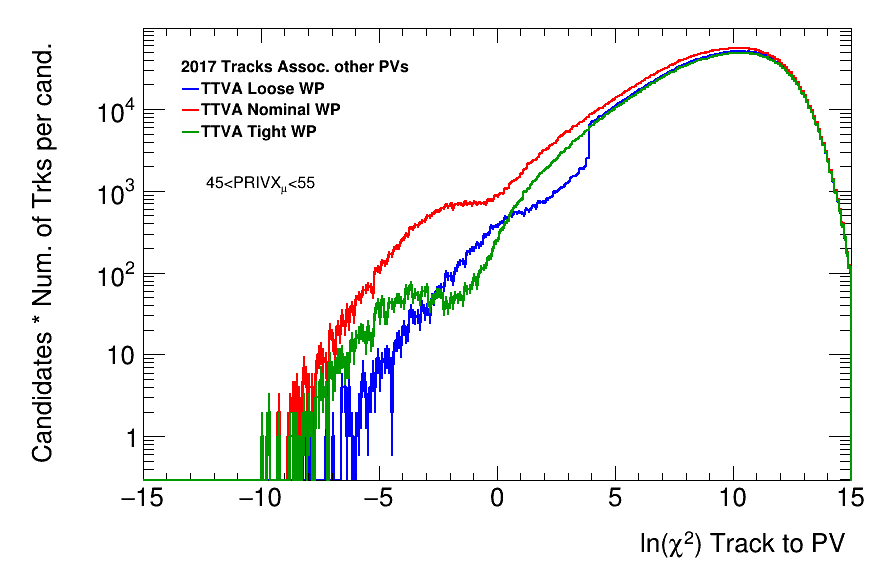 Candidates * Num. of Trks per cand.
2017 Tracks Assoc. other PVs
TTVA Loose WP
TTVA Nominal WP
TTVA Tight WP
45<PRIVXμ<55
10⁴
10³
10²
10
1
−15 −10 −5 0 5 10 15
ln(χ²) Track to PV